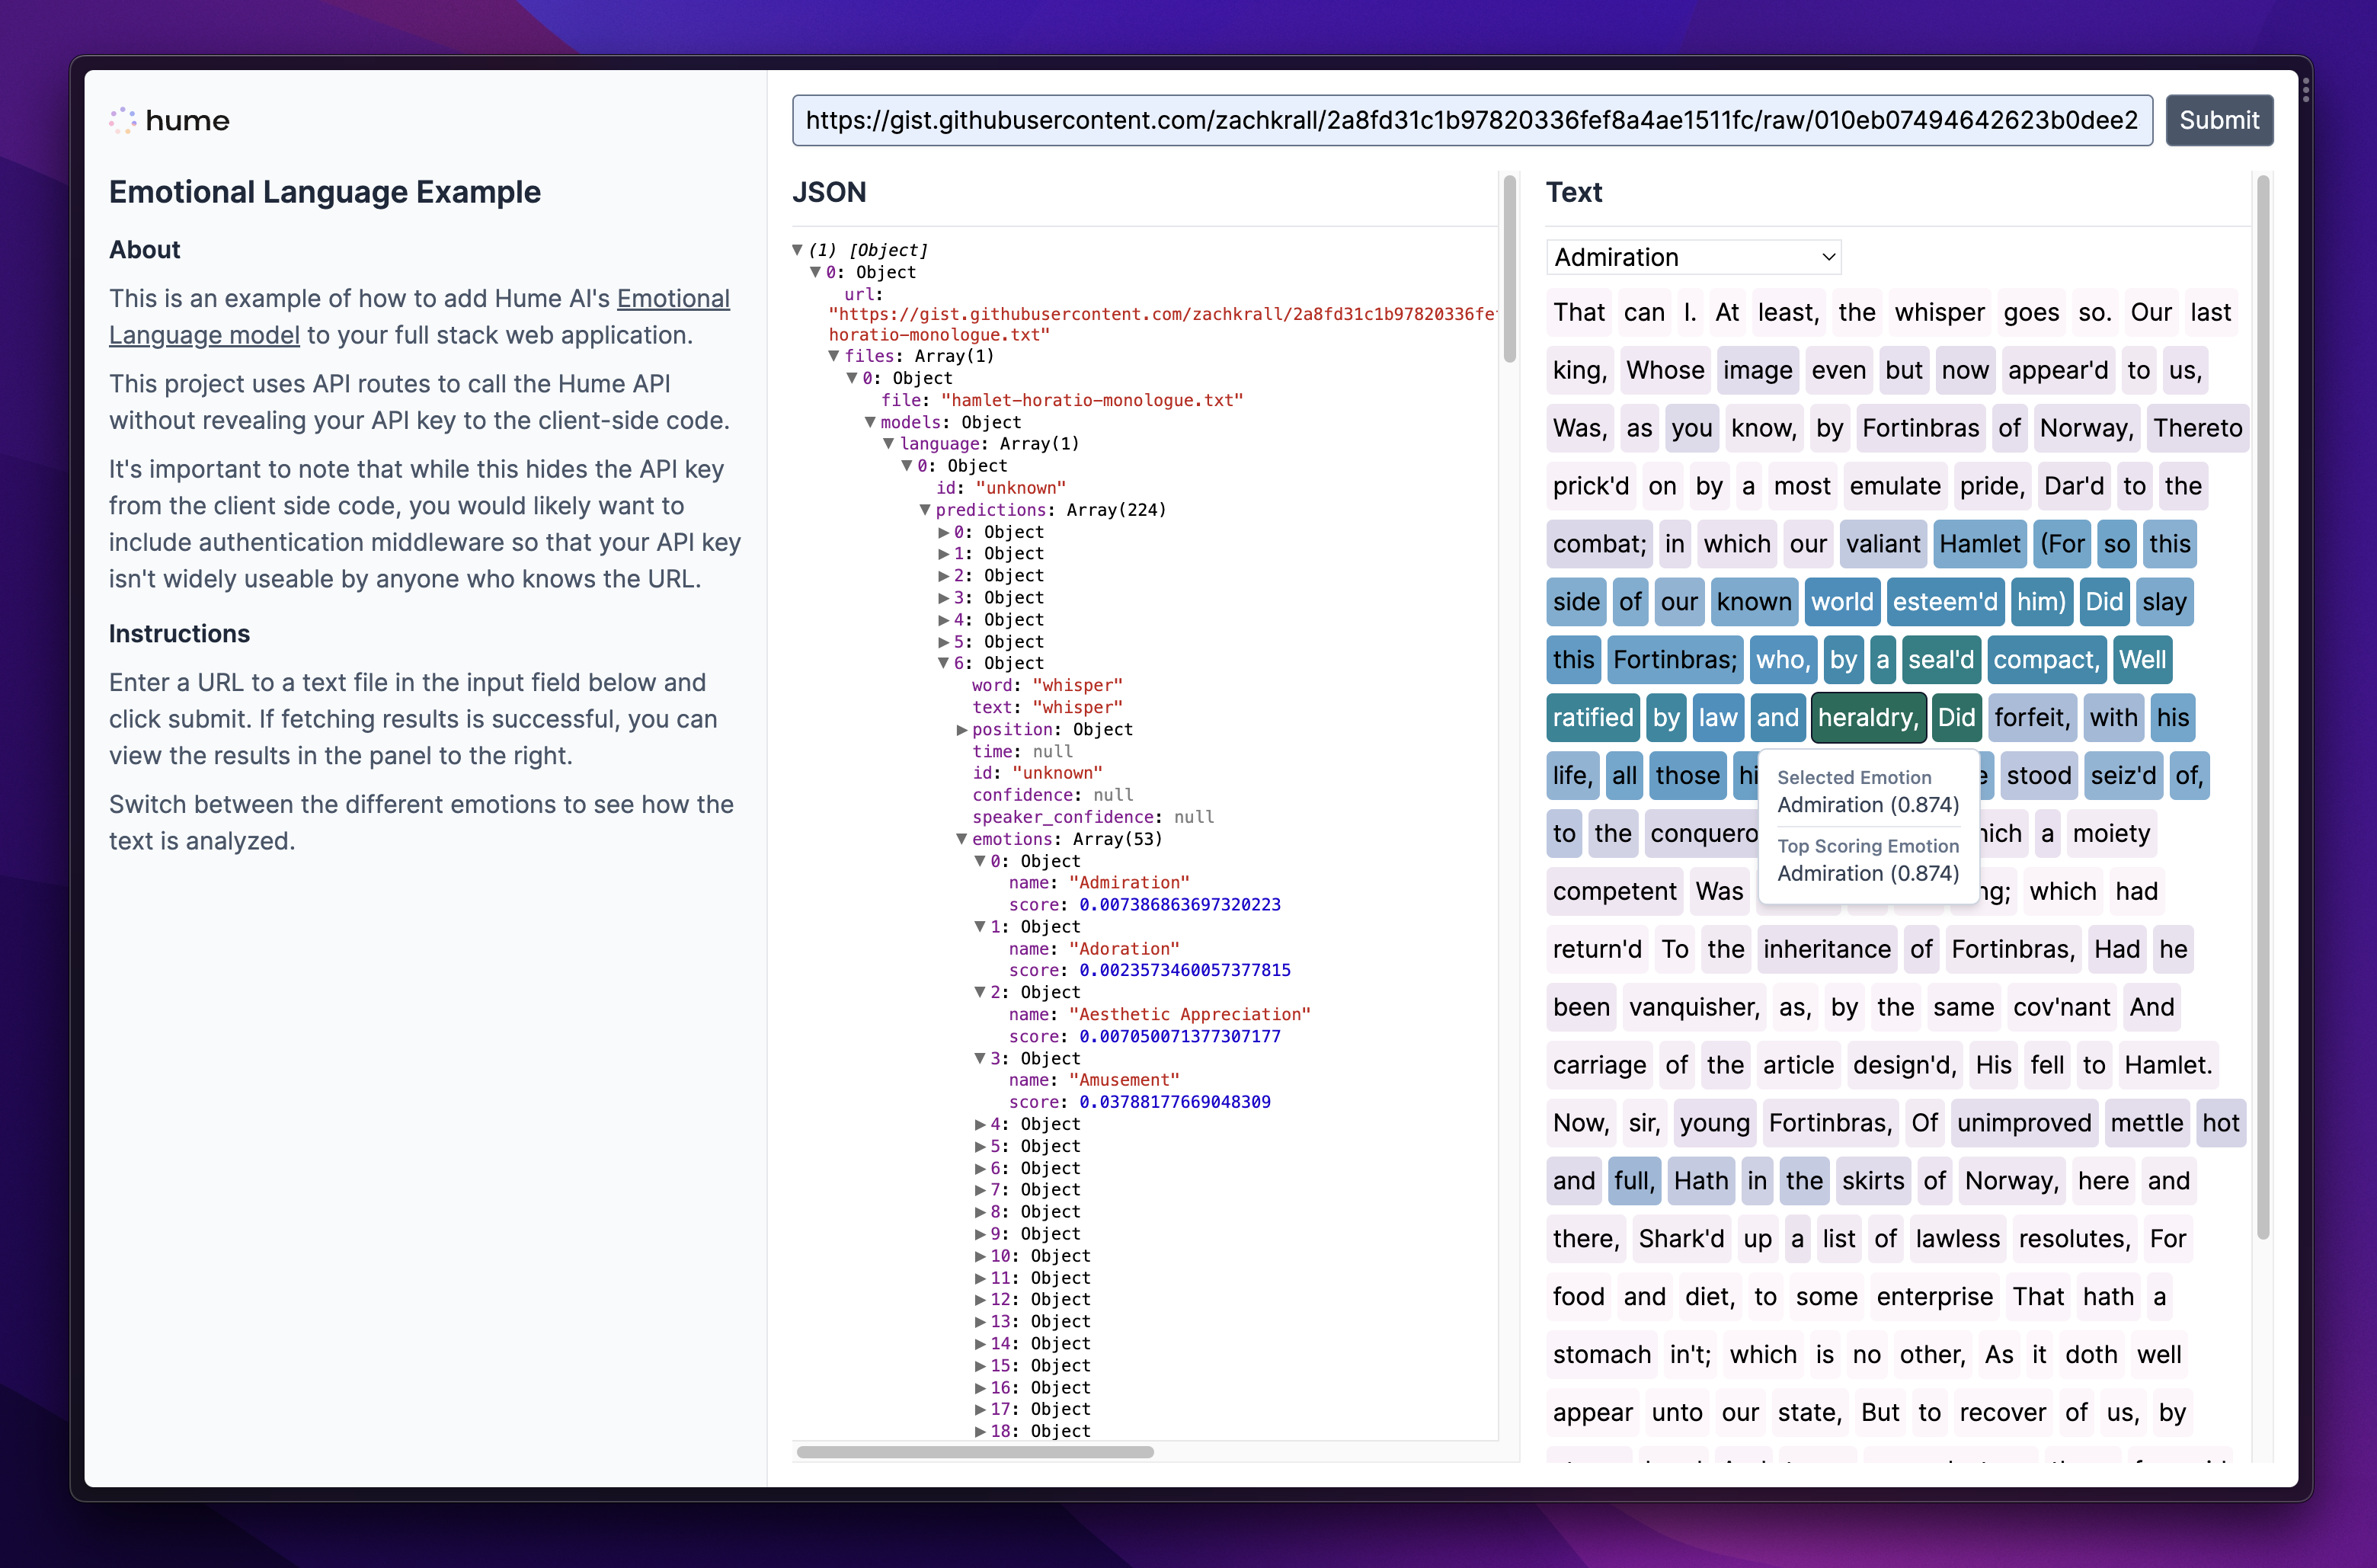 hume
Emotional Language Example
About
This is an example of how to add Hume AI's Emotional
Language model to your full stack web application.
This project uses API routes to call the Hume API
without revealing your API key to the client-side code.
It's important to note that while this hides the API key
from the client side code, you would likely want to
include authentication middleware so that your API key
isn't widely useable by anyone who knows the URL.
Instructions
Enter a URL to a text file in the input field below and
click submit. If fetching results is successful, you can
view the results in the panel to the right.
Switch between the different emotions to see how the
text is analyzed.
https://gist.githubusercontent.com/zachkrall/2a8fd31c1b97820336fef8a4ae1511fc/raw/010eb07494642623b0dee2
Submit
JSON
▼ (1) [Object]
▼ 0: Object
url:
"https://gist.githubusercontent.com/zachkrall/2a8fd31c1b97820336fe
horatio-monologue.txt"
▼ files: Array(1)
▼ 0: Object
file: "hamlet-horatio-monologue.txt"
▼ models: Object
▼ language: Array(1)
▼ 0: Object
id: "unknown"
▼ predictions: Array(224)
▶ 0: Object
▶ 1: Object
▶ 2: Object
▶ 3: Object
▶ 4: Object
▶ 5: Object
▼ 6: Object
word: "whisper"
text: "whisper"
▶ position: Object
time: null
id: "unknown"
confidence: null
speaker_confidence: null
▼ emotions: Array(53)
▼ 0: Object
name: "Admiration"
score: 0.007386863697320223
▼ 1: Object
name: "Adoration"
score: 0.0023573460057377815
▼ 2: Object
name: "Aesthetic Appreciation"
score: 0.007050071377307177
▼ 3: Object
name: "Amusement"
score: 0.03788177669048309
▶ 4: Object
▶ 5: Object
▶ 6: Object
▶ 7: Object
▶ 8: Object
▶ 9: Object
▶ 10: Object
▶ 11: Object
▶ 12: Object
▶ 13: Object
▶ 14: Object
▶ 15: Object
▶ 16: Object
▶ 17: Object
▶ 18: Object
Text
Admiration
That can I. At least, the whisper goes so. Our last
king, Whose image even but now appear'd to us,
Was, as you know, by Fortinbras of Norway, Thereto
prick'd on by a most emulate pride, Dar'd to the
combat; in which our valiant Hamlet (For so this
side of our known world esteem'd him) Did slay
this Fortinbras; who, by a seal'd compact, Well
ratified by law and heraldry, Did forfeit, with his
life, all those hi e stood seiz'd of,
to the conquero ich a moiety
competent Was ng; which had
Selected Emotion
Admiration (0.874)
Top Scoring Emotion
Admiration (0.874)
return'd To the inheritance of Fortinbras, Had he
been vanquisher, as, by the same cov'nant And
carriage of the article design'd, His fell to Hamlet.
Now, sir, young Fortinbras, Of unimproved mettle hot
and full, Hath in the skirts of Norway, here and
there, Shark'd up a list of lawless resolutes, For
food and diet, to some enterprise That hath a
stomach in't; which is no other, As it doth well
appear unto our state, But to recover of us, by